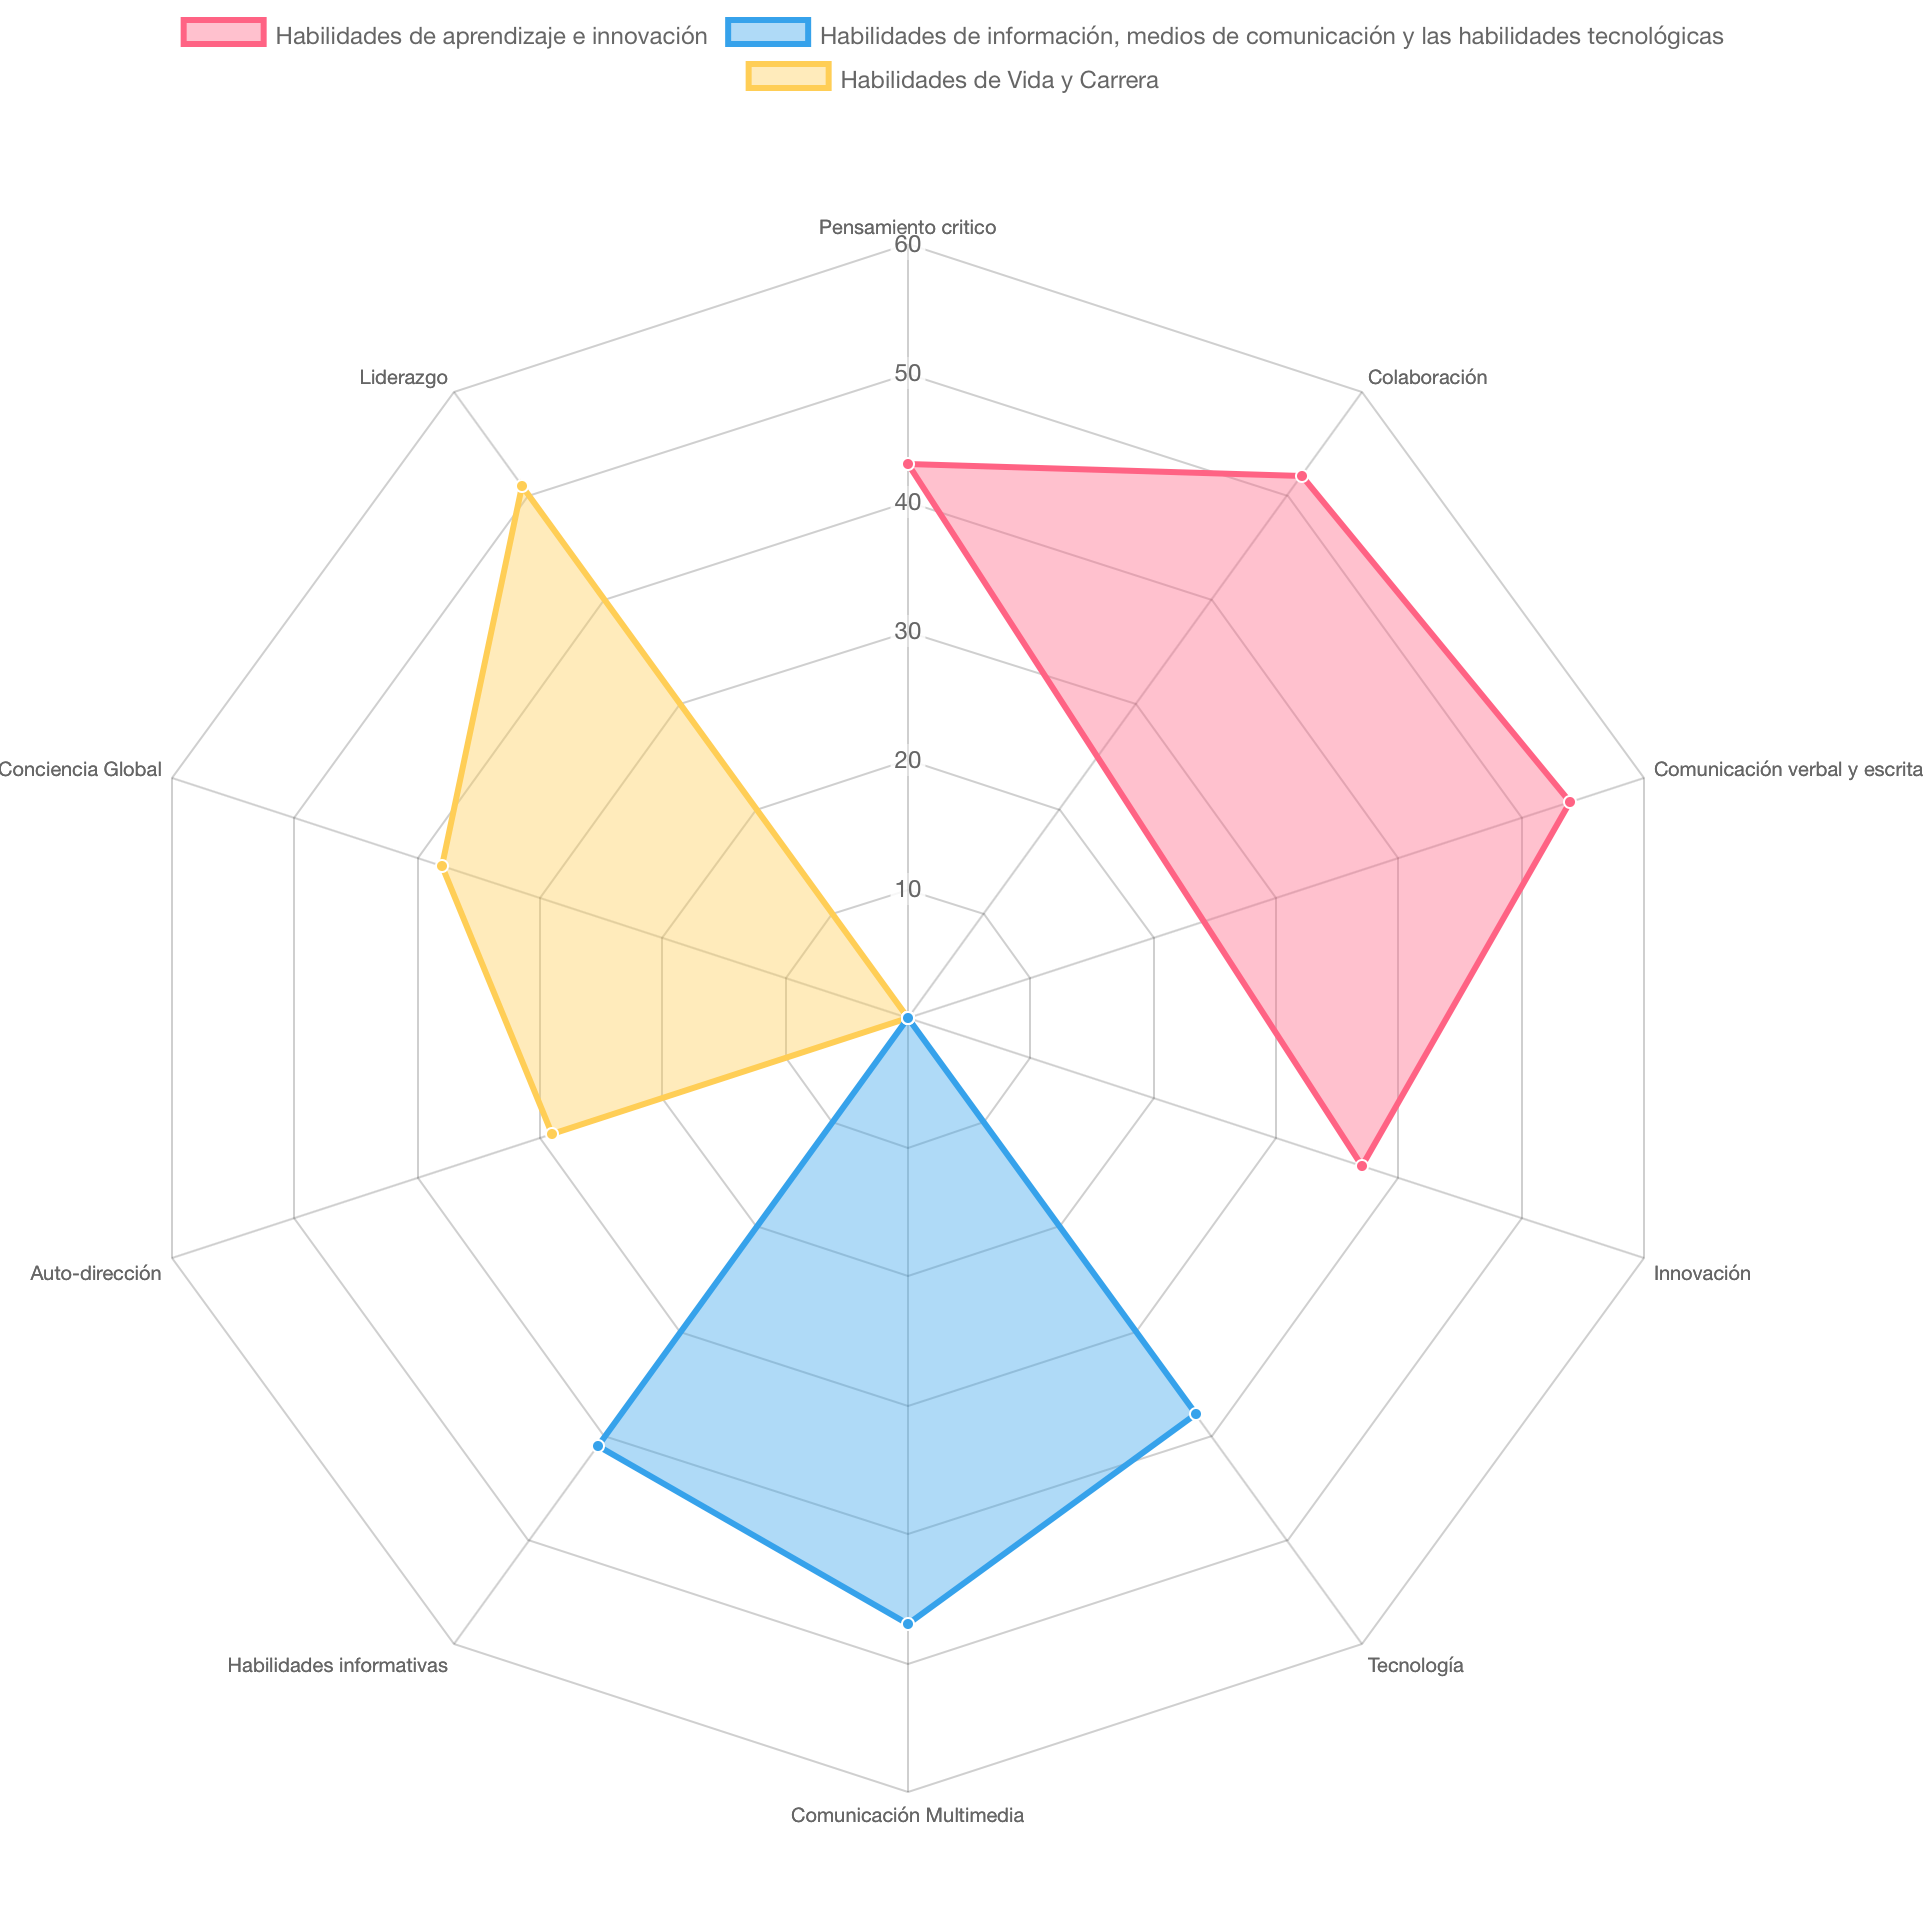 Habilidades de aprendizaje e innovación
Habilidades de información, medios de comunicación y las habilidades tecnológicas
Habilidades de Vida y Carrera
Pensamiento critico
60
50
40
30
20
10
Liderazgo
Colaboración
Conciencia Global
Comunicación verbal y escrita
Auto-dirección
Innovación
Habilidades informativas
Tecnología
Comunicación Multimedia